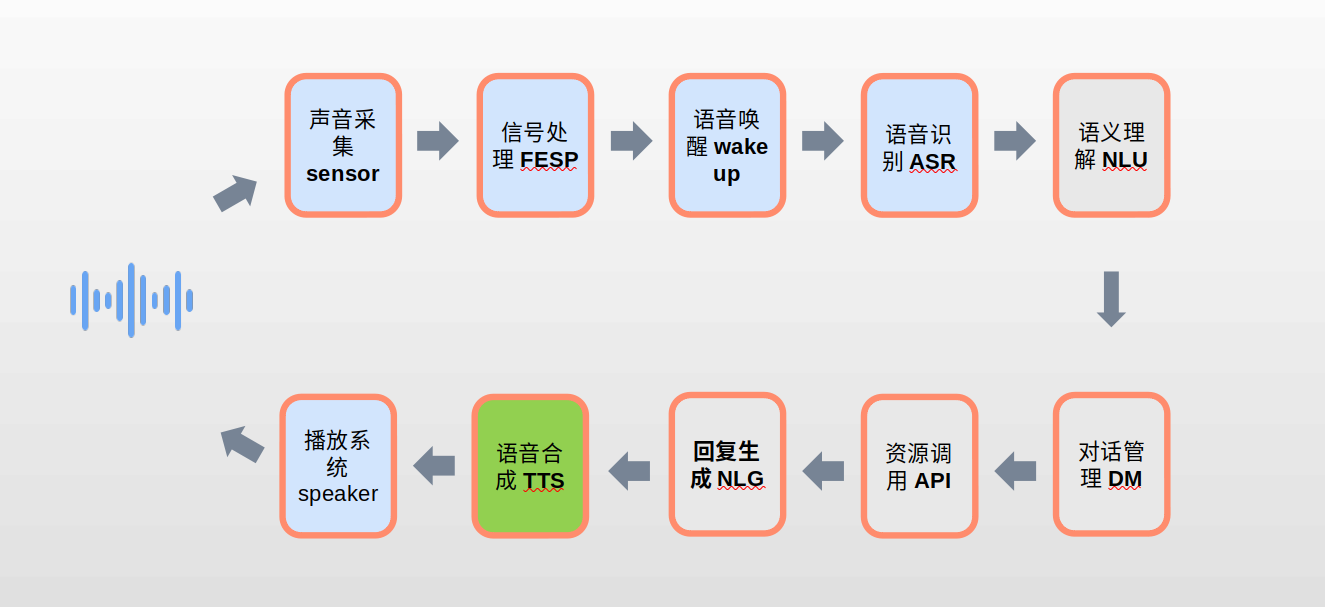 声音采
集
sensor
信号处
理 FESP
语音唤
醒 wake
up
语音识
别 ASR
语义理
解 NLU
播放系
统
speaker
语音合
成 TTS
回复生
成 NLG
资源调
用 API
对话管
理 DM